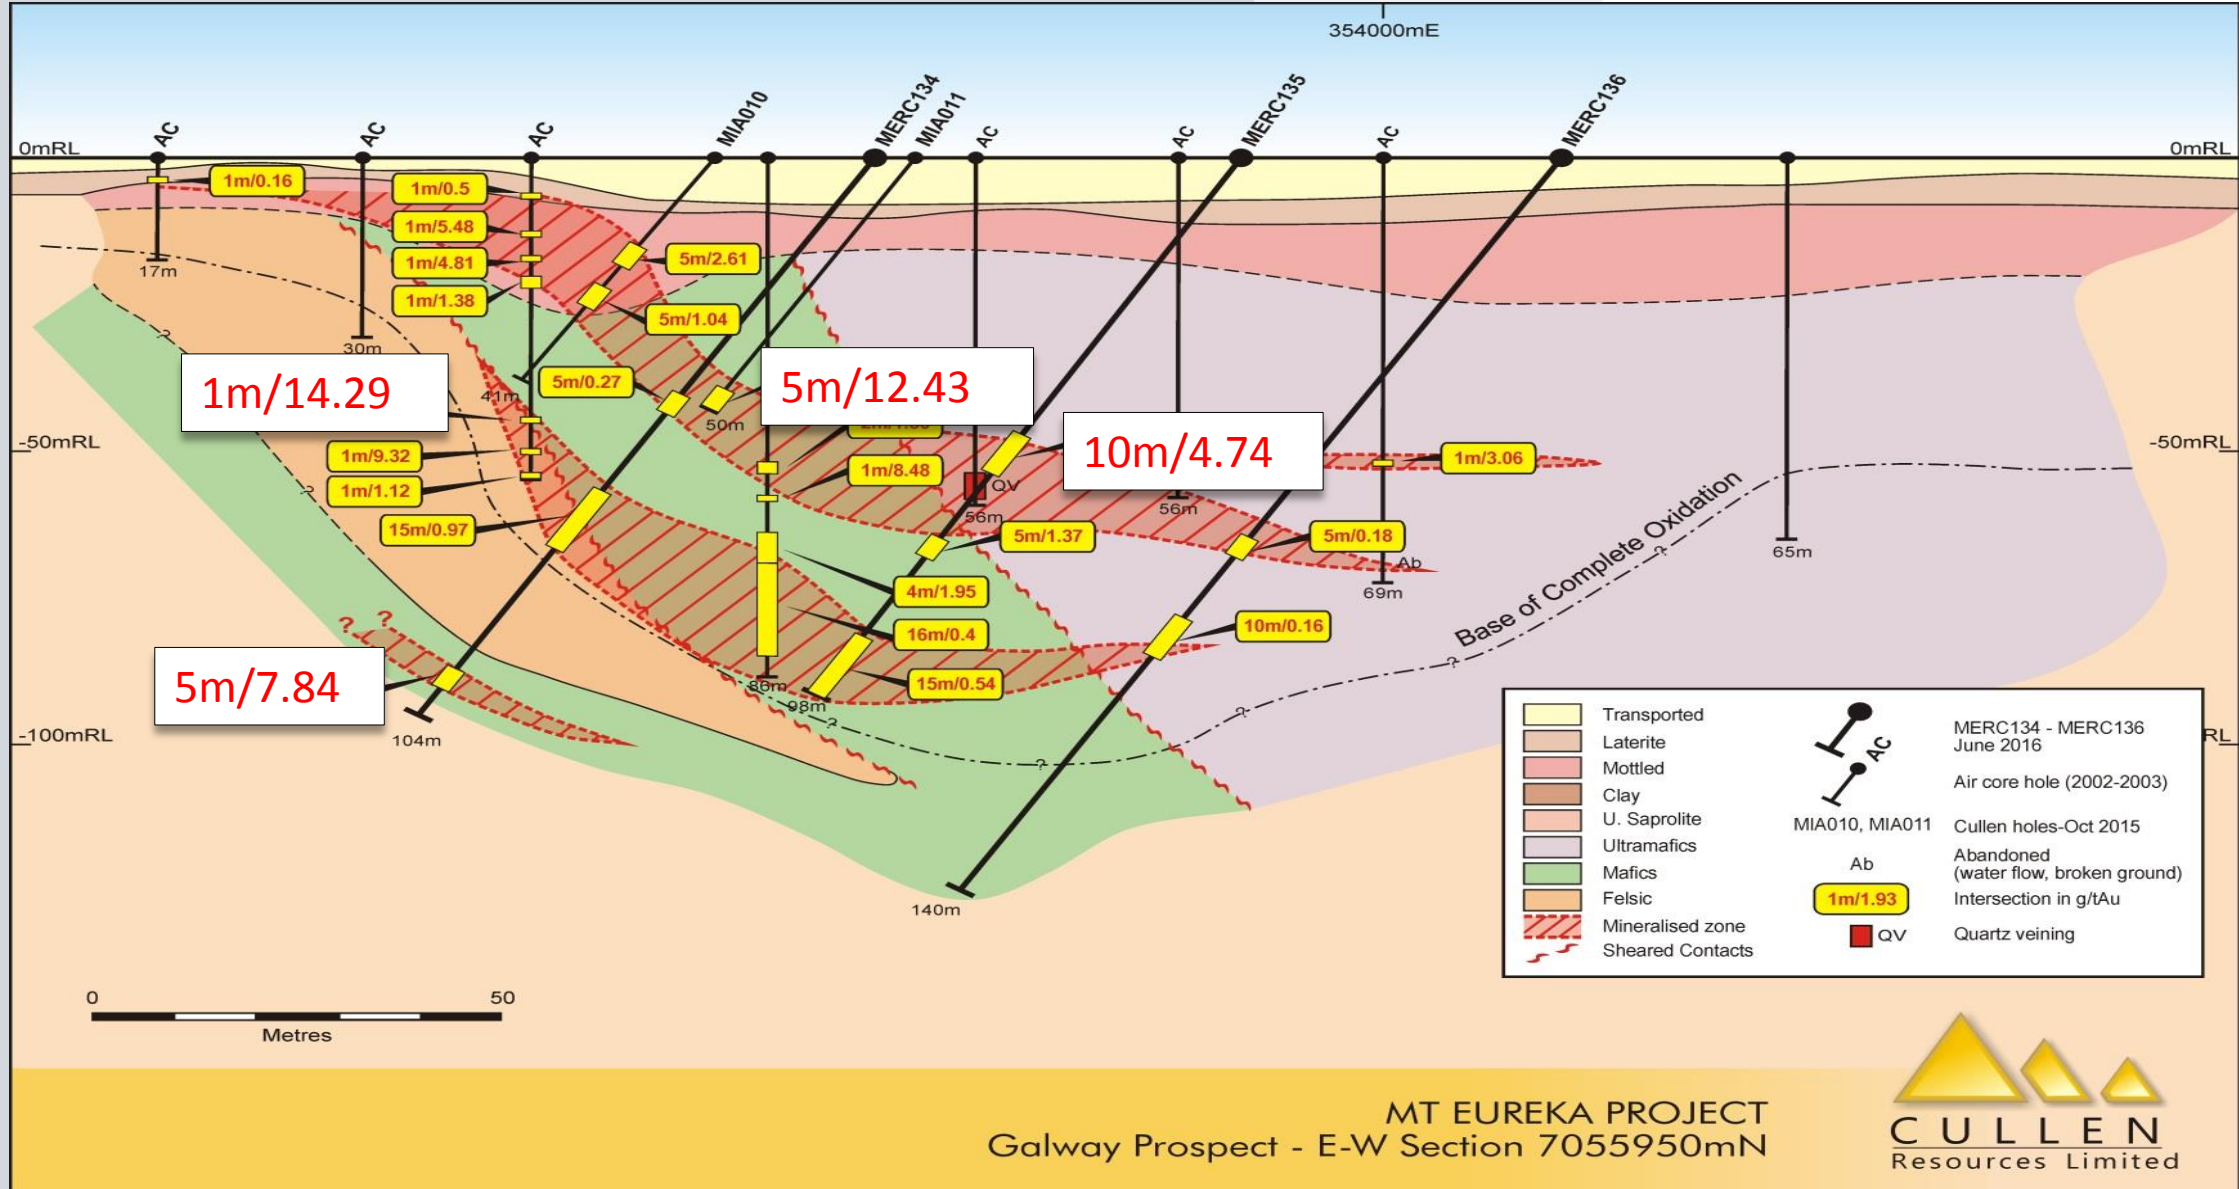 354000mE
0mRL
0mRL
AC
AC
AC
MIA010
MERC134
MIA011
AC
AC
MERC135
AC
MERC136
1m/0.16
1m/0.5
1m/5.48
1m/4.81
1m/1.38
5m/2.61
5m/1.04
17m
30m
1m/14.29
41m
5m/0.27
50m
5m/12.43
10m/4.74
-50mRL
-50mRL
1m/9.32
1m/1.12
15m/0.97
1m/8.48
QV
56m
56m
1m/3.06
5m/1.37
5m/0.18
Ab
69m
65m
Base of Complete Oxidation
4m/1.95
16m/0.4
10m/0.16
15m/0.54
86m
98m
5m/7.84
104m
-100mRL
RL
140m
? ? ? ? ? ? ? ? ?
Transported
Laterite
Mottled
Clay
U. Saprolite
Ultramafics
Mafics
Felsic
Mineralised zone
Sheared Contacts
MERC134 - MERC136
June 2016
AC
Air core hole (2002-2003)
MIA010, MIA011
Cullen holes-Oct 2015
Ab
Abandoned
(water flow, broken ground)
1m/1.93
Intersection in g/tAu
QV
Quartz veining
0
50
Metres
MT EUREKA PROJECT
Galway Prospect - E-W Section 7055950mN
CULLEN
Resources Limited